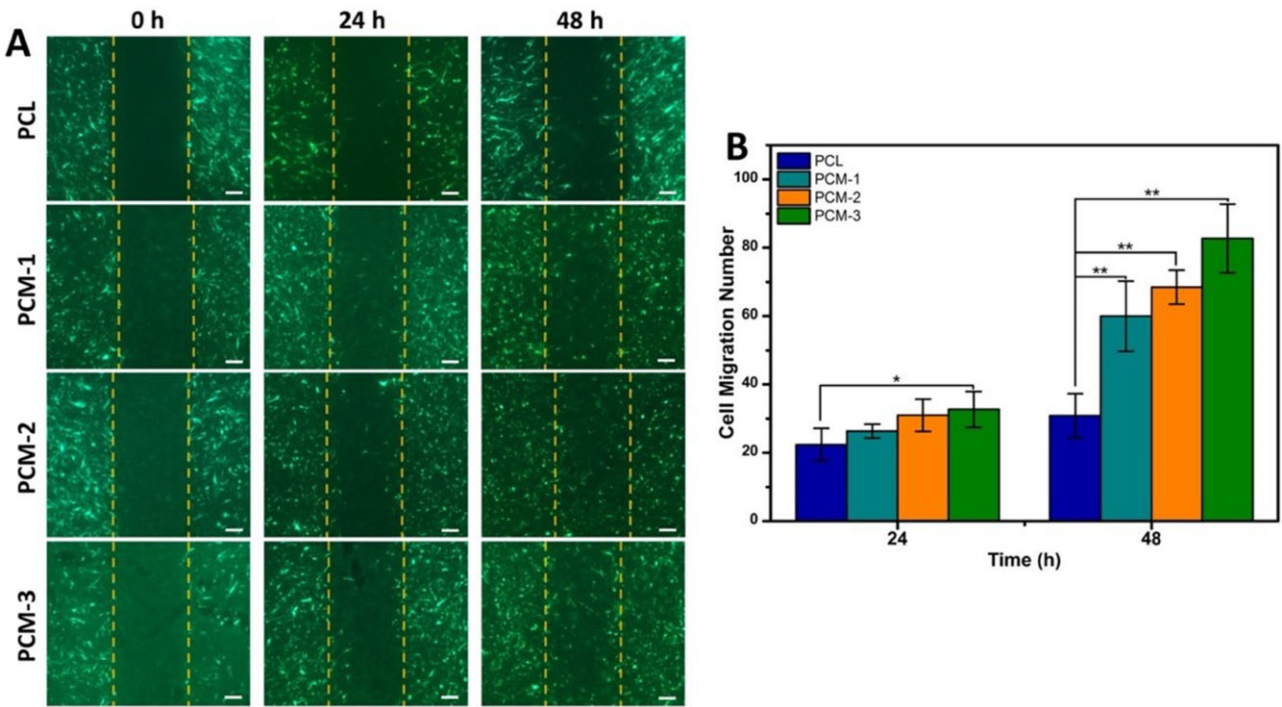 A
0 h 24 h 48 h
PCL
PCM-1
PCM-2
PCM-3
B
PCL
PCM-1
PCM-2
PCM-3
Cell Migration Number
100
80
60
40
20
0
*
**
**
**
24 48
Time (h)